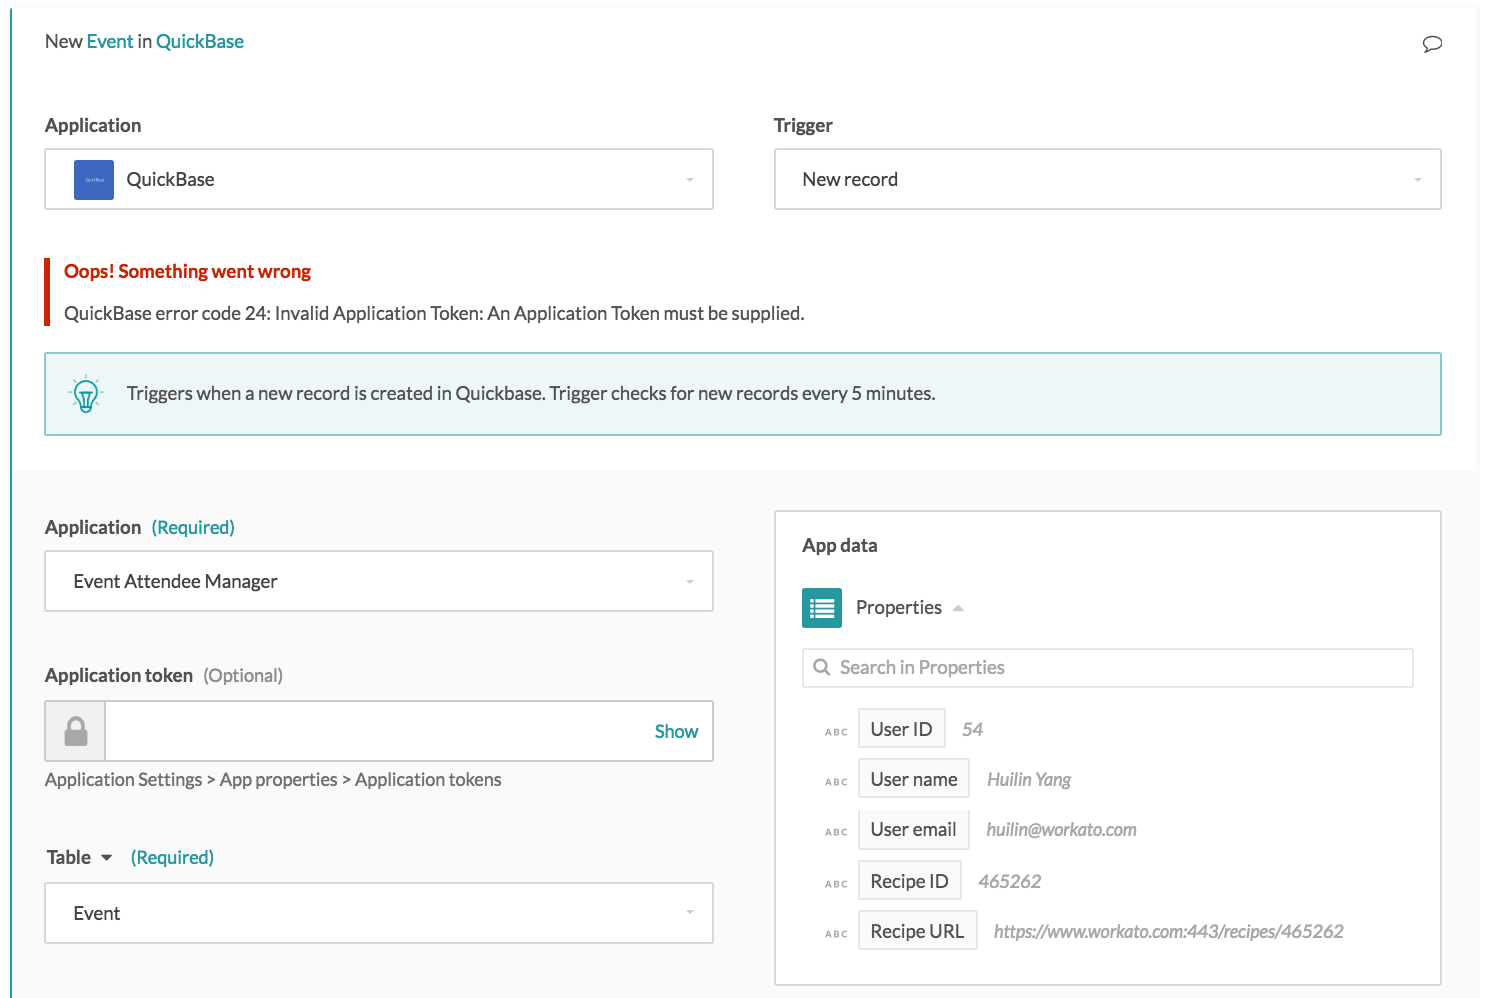 New Event in QuickBase
Application
Trigger
QuickBase
New record
Oops! Something went wrong
QuickBase error code 24: Invalid Application Token: An Application Token must be supplied.
Triggers when a new record is created in Quickbase. Trigger checks for new records every 5 minutes.
Application (Required)
Event Attendee Manager
Application token (Optional)
Show
Application Settings > App properties > Application tokens
Table (Required)
Event
App data
Properties
Search in Properties
ABC User ID 54
ABC User name Huilin Yang
ABC User email huilin@workato.com
ABC Recipe ID 465262
ABC Recipe URL https://www.workato.com:443/recipes/465262